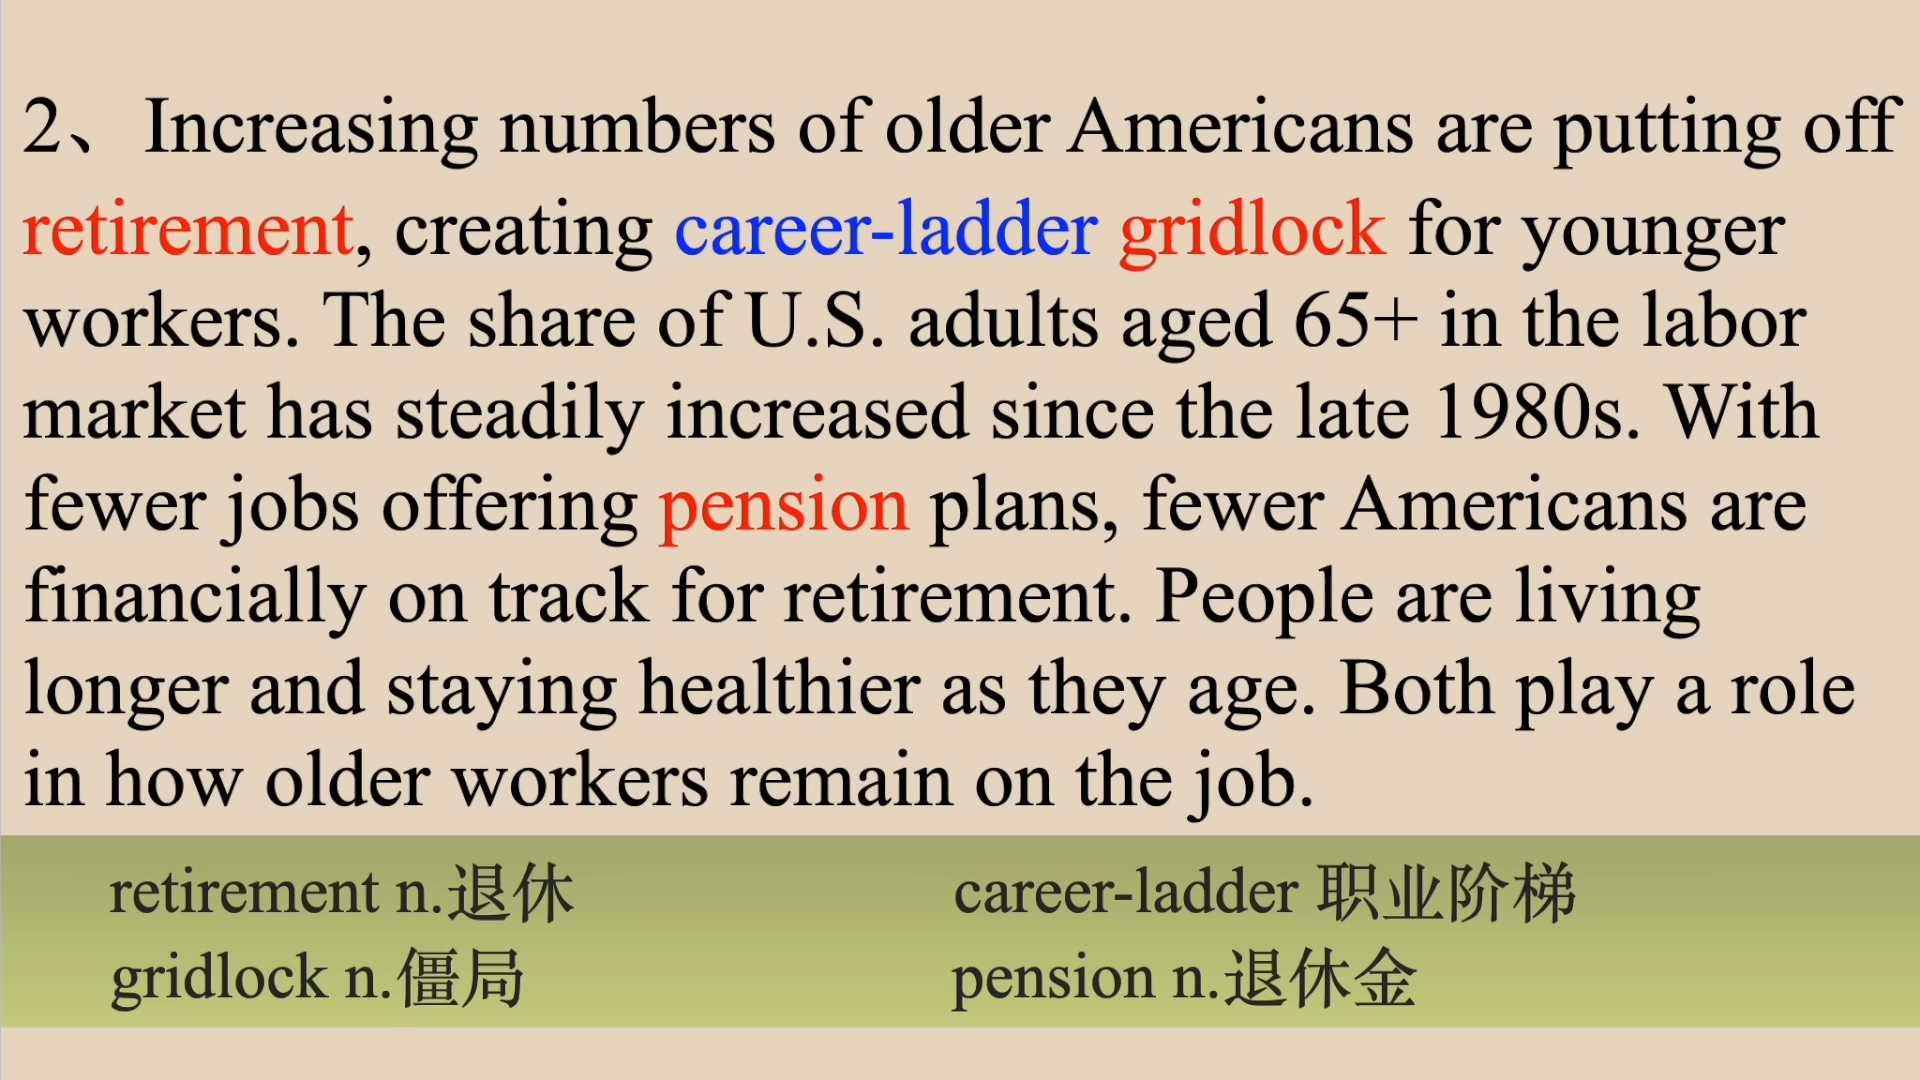 2、 Increasing numbers of older Americans are putting off
retirement, creating career-ladder gridlock for younger
workers. The share of U.S. adults aged 65+ in the labor
market has steadily increased since the late 1980s. With
fewer jobs offering pension plans, fewer Americans are
financially on track for retirement. People are living
longer and staying healthier as they age. Both play a role
in how older workers remain on the job.
retirement n.退休 career-ladder 职业阶梯
gridlock n.僵局 pension n.退休金